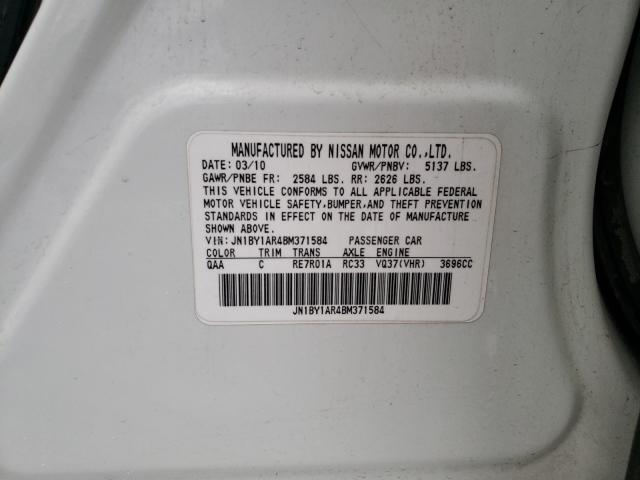 MANUFACTURED BY NISSAN MOTOR CO.,LTD.
DATE: 03/10 GVWR/PNBV: 5137 LBS.
GAWR/PNBE FR: 2584 LBS. RR: 2626 LBS.
THIS VEHICLE CONFORMS TO ALL APPLICABLE FEDERAL
MOTOR VEHICLE SAFETY,BUMPER,AND THEFT PREVENTION
STANDARDS IN EFFECT ON THE DATE OF MANUFACTURE
SHOWN ABOVE.
VIN: JN1BY1AR4BM371584 PASSENGER CAR
COLOR TRIM TRANS AXLE ENGINE
QAA C RE7R01A RC33 VQ37(VHR) 3696CC
JN1BY1AR4BM371584